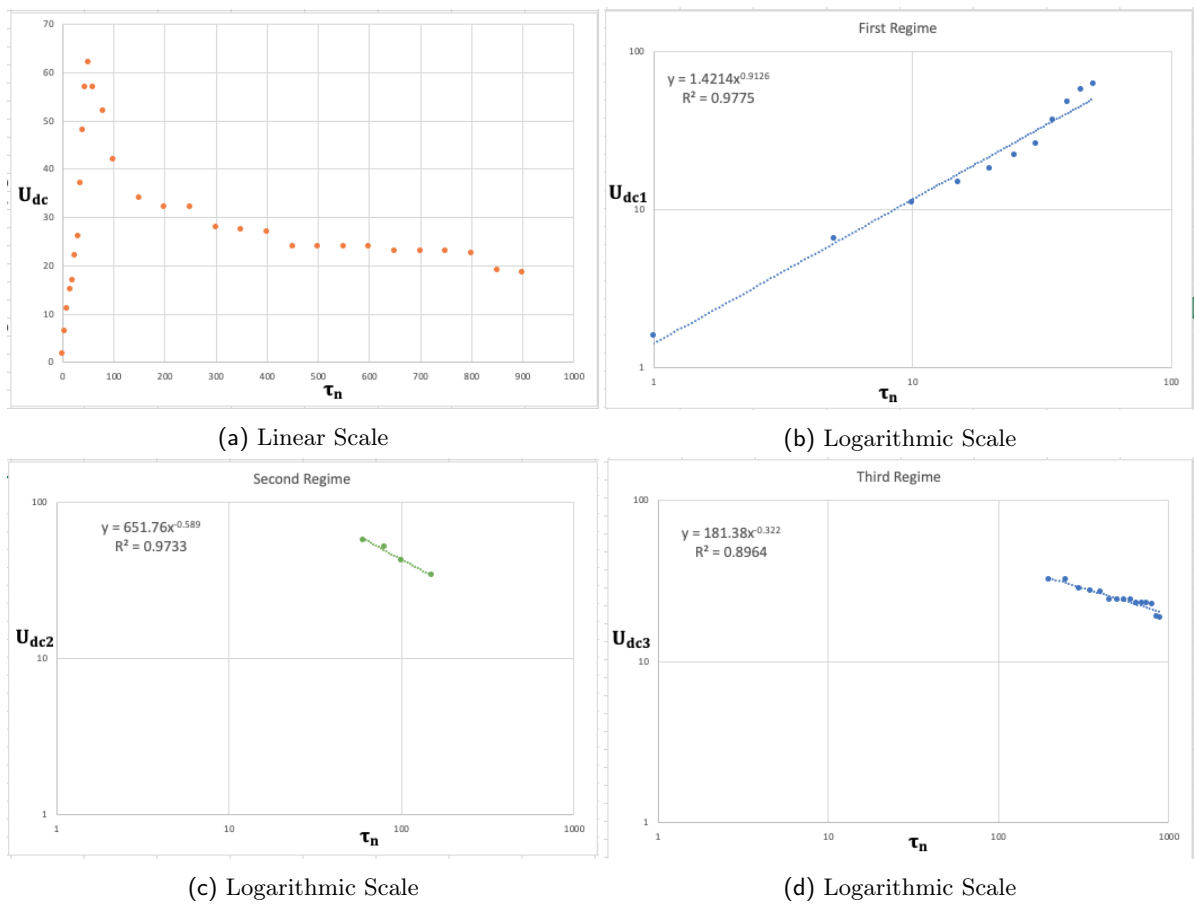 70
60
50
40
30
20
10
0
U_dc
0 100 200 300 400 500 600 700 800 900 1000
τ_n
(a) Linear Scale
First Regime
100
y = 1.4214x^0.9126
R² = 0.9775
U_dc1
10
1
1 10 100
τ_n
(b) Logarithmic Scale
Second Regime
100
y = 651.76x^-0.589
R² = 0.9733
U_dc2
10
1
1 10 100 1000
τ_n
(c) Logarithmic Scale
Third Regime
100
y = 181.38x^-0.322
R² = 0.8964
U_dc3
10
1
1 10 100 1000
τ_n
(d) Logarithmic Scale